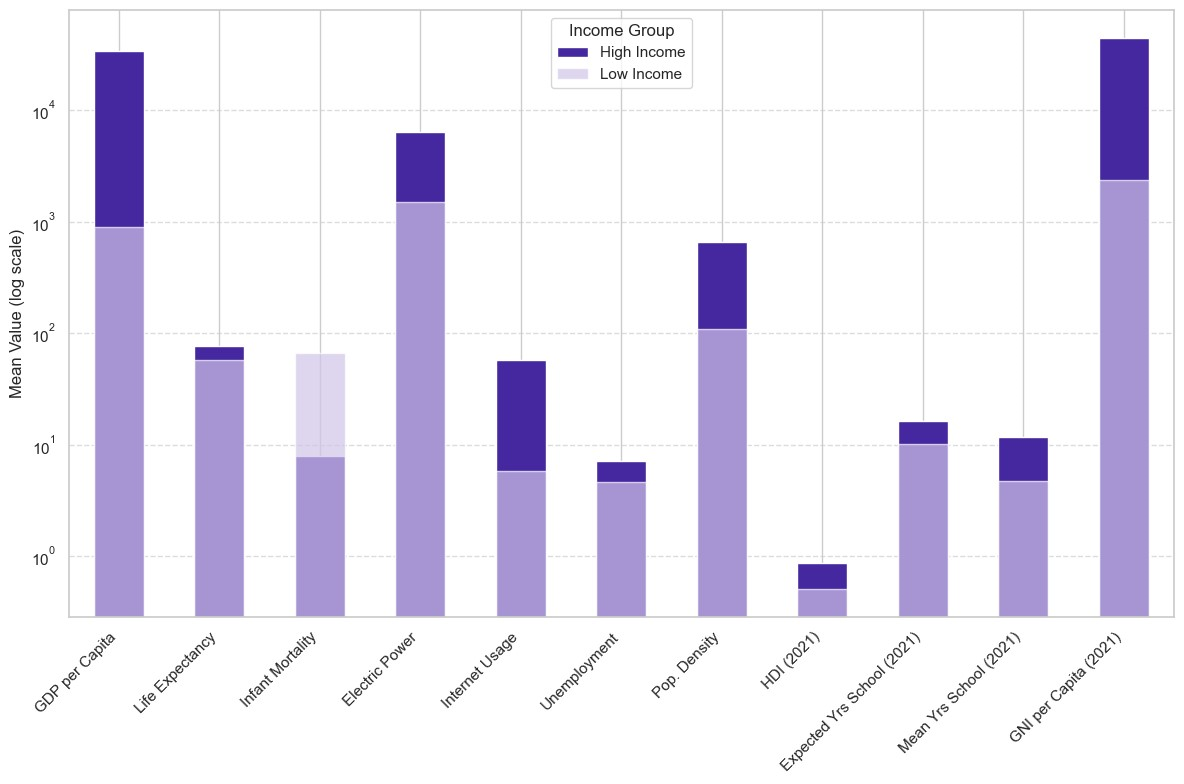 Income Group
High Income
Low Income
Mean Value (log scale)
10^4
10^3
10^2
10^1
10^0
GDP per Capita
Life Expectancy
Infant Mortality
Electric Power
Internet Usage
Unemployment
Pop. Density
HDI (2021)
Expected Yrs School (2021)
Mean Yrs School (2021)
GNI per Capita (2021)